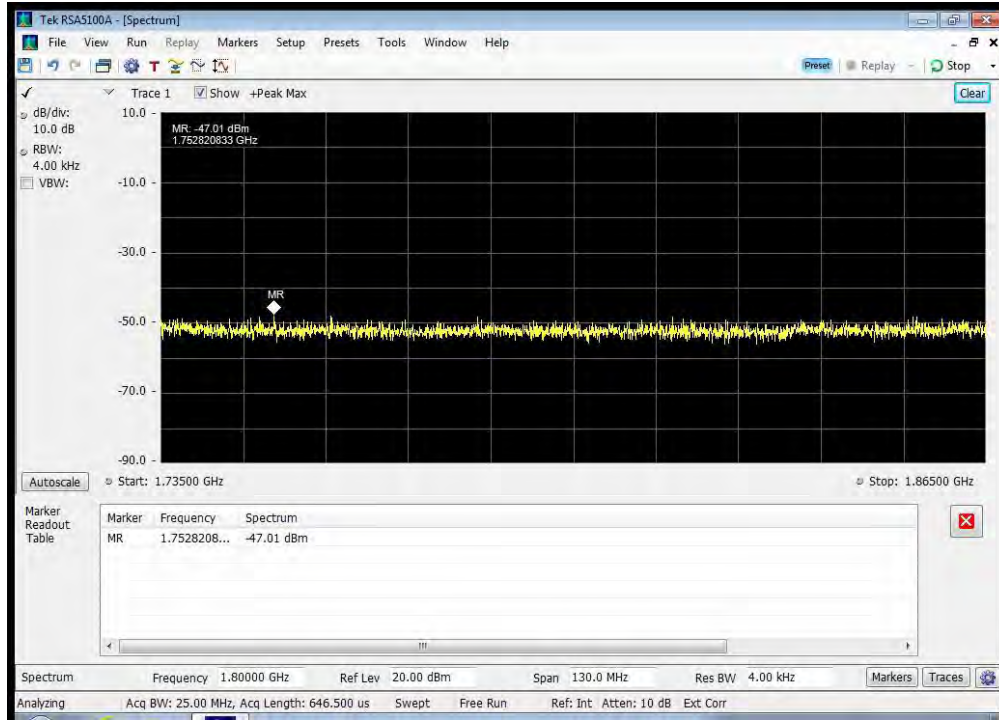 Tek RSA5100A - [Spectrum]
File View Run Replay Markers Setup Presets Tools Window Help
Preset Replay Stop
Trace 1 Show +Peak Max Clear
dB/div:
10.0 dB
RBW:
4.00 kHz
VBW:
10.0
MR: -47.01 dBm
1.752820833 GHz
-10.0
-30.0
MR
-50.0
-70.0
-90.0
Autoscale Start: 1.73500 GHz Stop: 1.86500 GHz
Marker
Readout
Table
Marker Frequency Spectrum
MR 1.7528208... -47.01 dBm
Spectrum Frequency 1.80000 GHz Ref Lev 20.00 dBm Span 130.0 MHz Res BW 4.00 kHz Markers Traces
Analyzing Acq BW: 25.00 MHz, Acq Length: 646.500 us Swept Free Run Ref: Int Atten: 10 dB Ext Corr